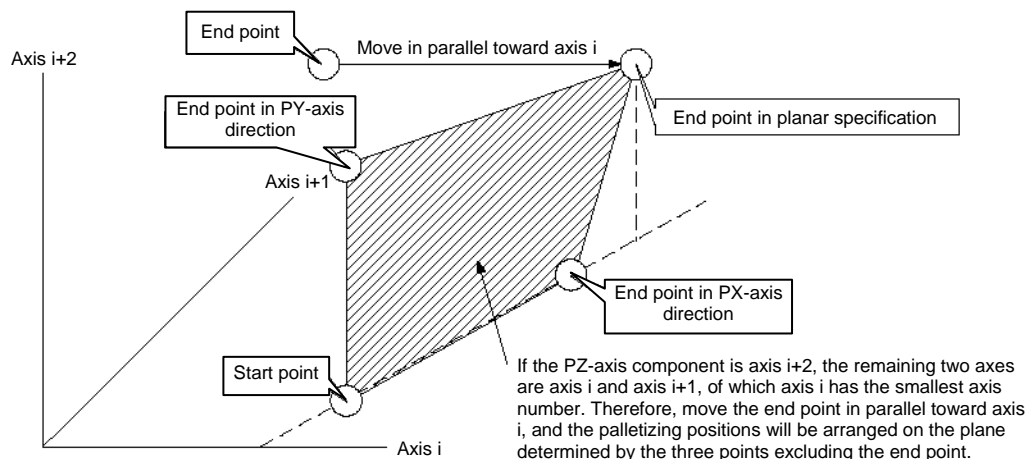 End point
Move in parallel toward axis i
Axis i+2
End point in PY-axis
direction
End point in planar specification
Axis i+1
End point in PX-axis
direction
Start point
If the PZ-axis component is axis i+2, the remaining two axes
are axis i and axis i+1, of which axis i has the smallest axis
number. Therefore, move the end point in parallel toward axis
i, and the palletizing positions will be arranged on the plane
determined by the three points excluding the end point.
Axis i